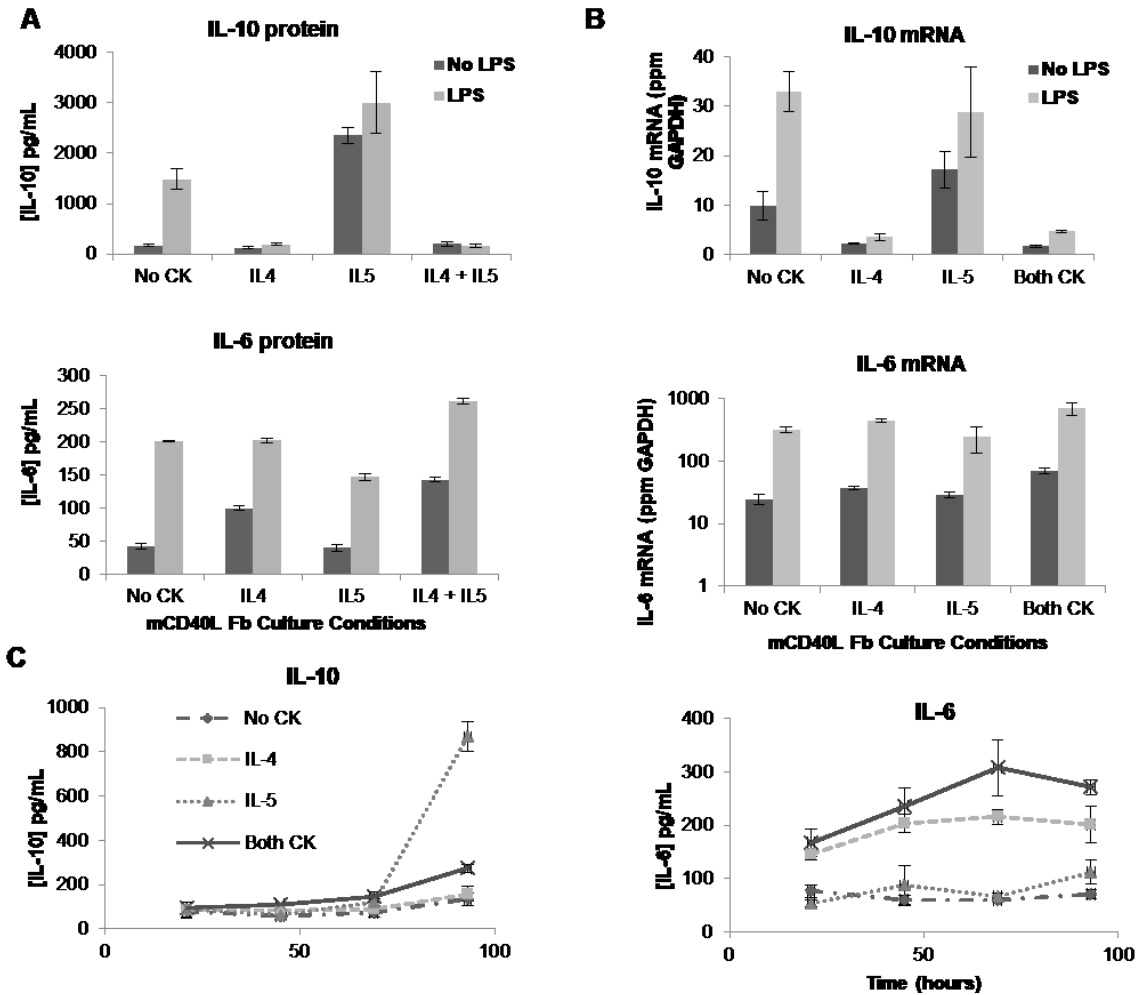 A
IL-10 protein
4000
3000
2000
1000
0
[IL-10] pg/mL
No LPS
LPS
No CK IL4 IL5 IL4 + IL5
IL-6 protein
300
250
200
150
100
50
0
[IL-6] pg/mL
No CK IL4 IL5 IL4 + IL5
mCD40L Fb Culture Conditions
B
IL-10 mRNA
40
30
20
10
0
IL-10 mRNA (ppm
GAPDH)
No LPS
LPS
No CK IL-4 IL-5 Both CK
IL-6 mRNA
1000
100
10
1
IL-6 mRNA (ppm GAPDH)
No CK IL-4 IL-5 Both CK
mCD40L Fb Culture Conditions
C
IL-10
1000
800
600
400
200
0
[IL-10] pg/mL
No CK
IL-4
IL-5
Both CK
0 50 100
IL-6
400
300
200
100
0
[IL-6] pg/mL
0 50 100
Time (hours)